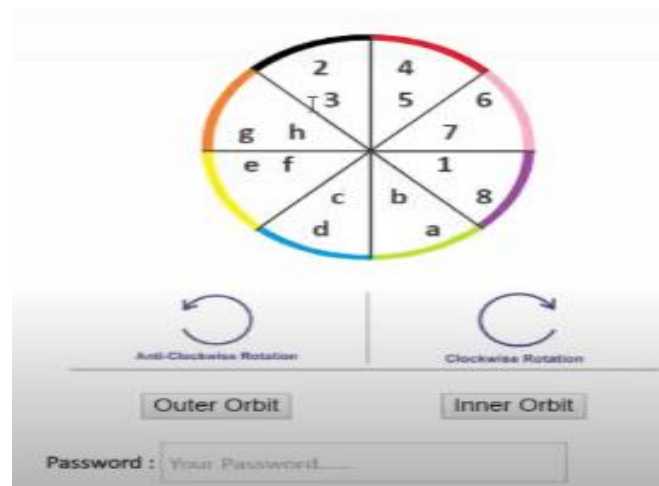 2 4
3 5 6
g h 7
e f 1
c b 8
d a
Anti-Clockwise Rotation Clockwise Rotation
Outer Orbit Inner Orbit
Password : Your Password......